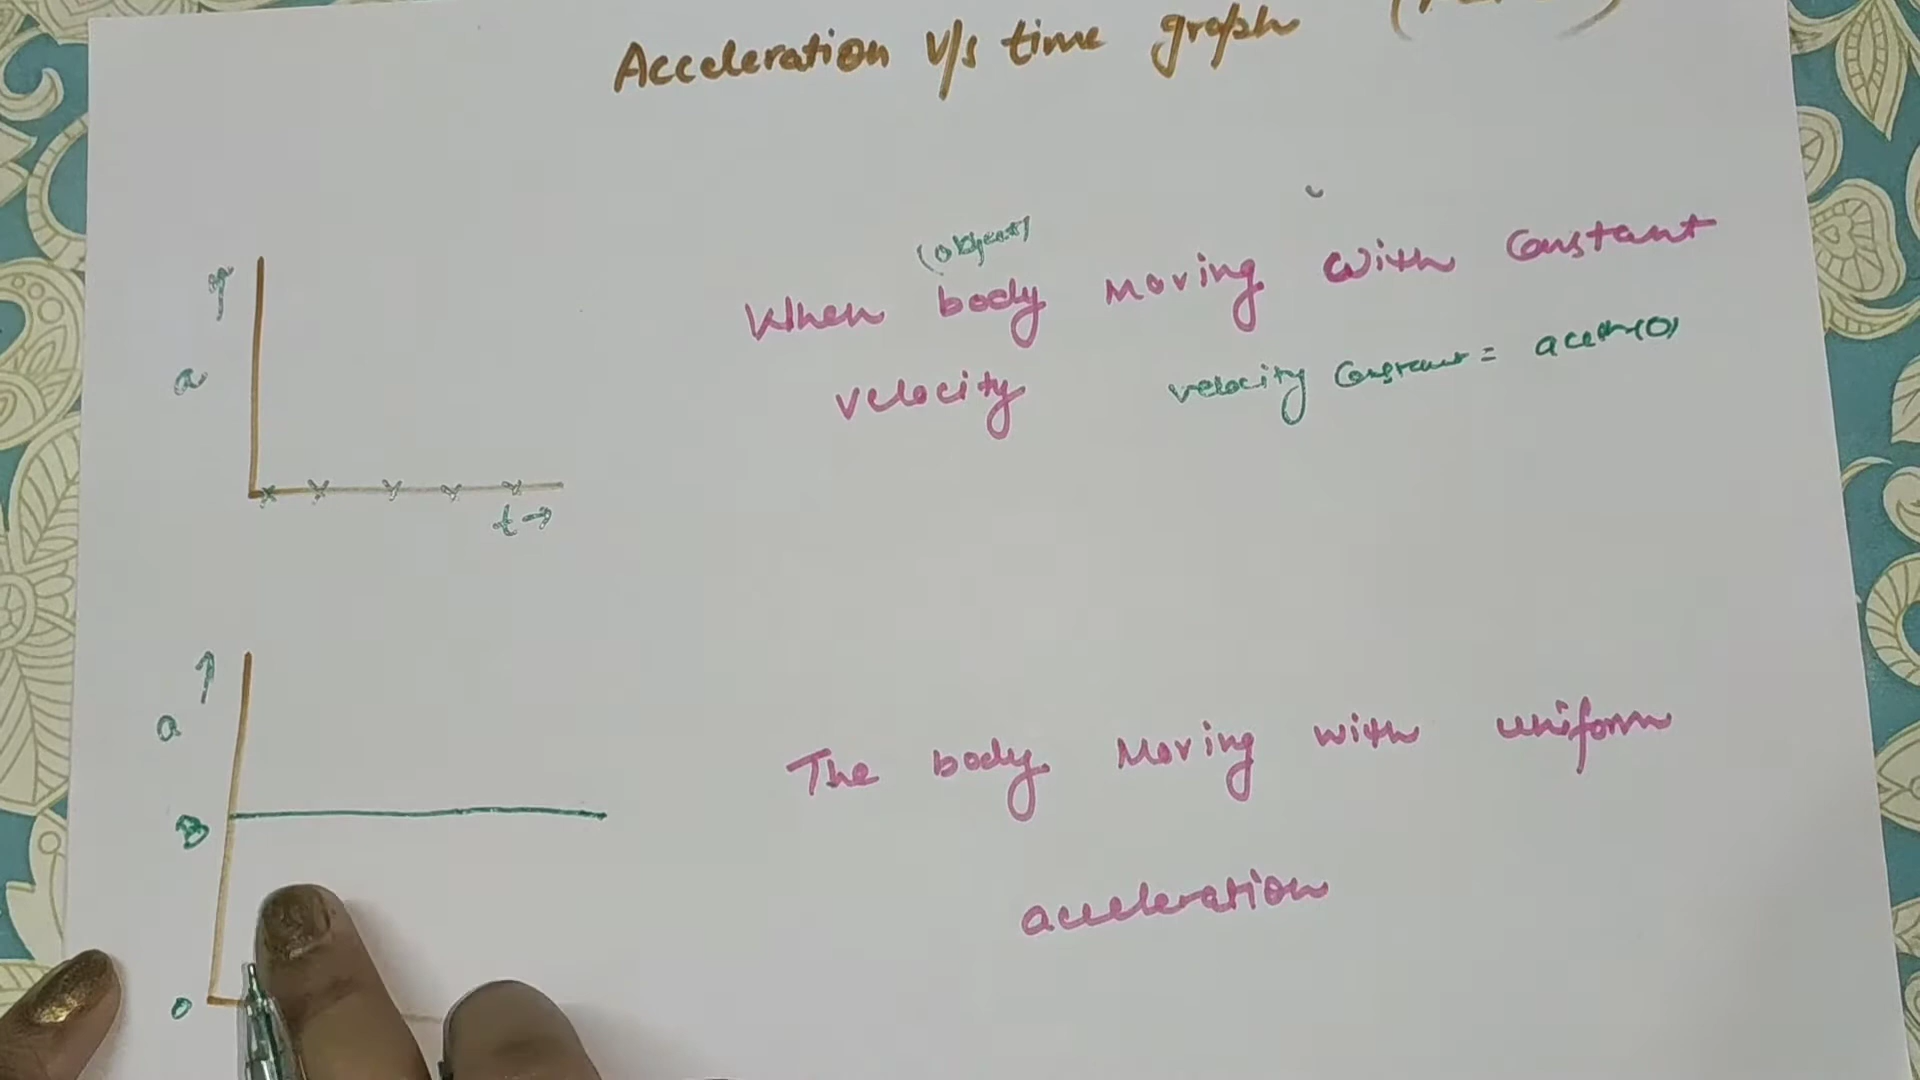 Acceleration v/s time graph
(object)
When body moving with constant
velocity
velocity constant = acen(0)
a
t→
a
B
0
The body moving with uniform
acceleration